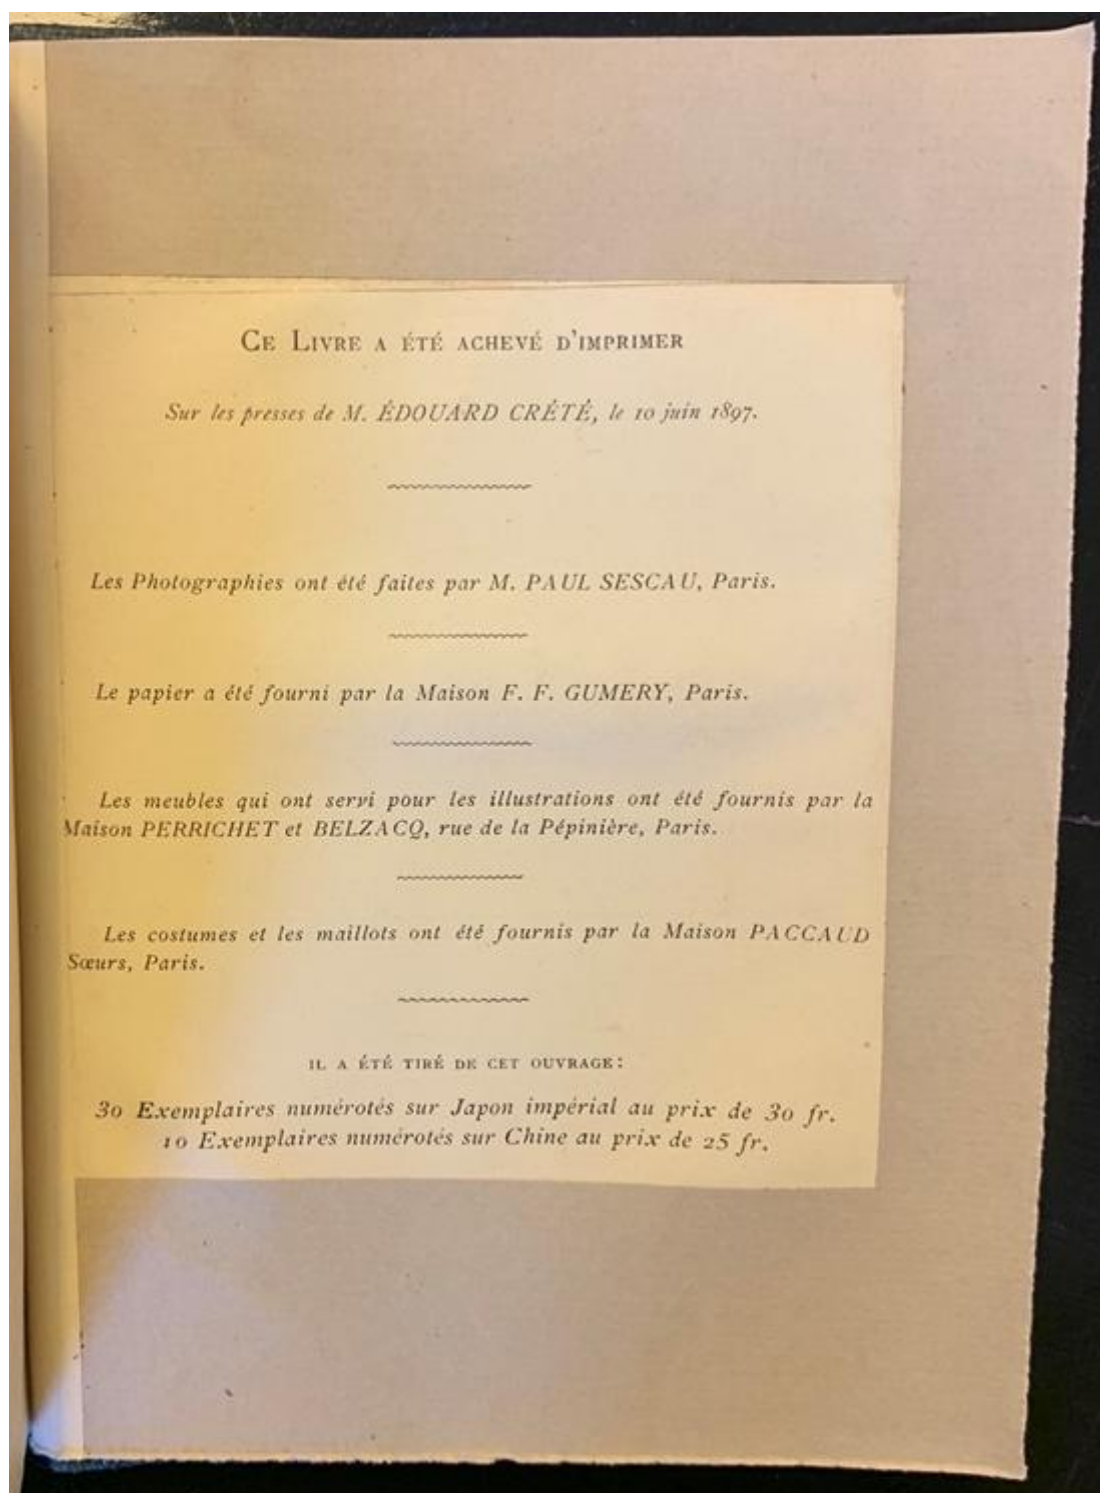 CE LIVRE A ÉTÉ ACHEVÉ D'IMPRIMER
Sur les presses de M. ÉDOUARD CRÉTÉ, le 10 juin 1897.
Les Photographies ont été faites par M. PAUL SESCAU, Paris.
Le papier a été fourni par la Maison F. F. GUMERY, Paris.
Les meubles qui ont servi pour les illustrations ont été fournis par la
Maison PERRICHET et BELZACQ, rue de la Pépinière, Paris.
Les costumes et les maillots ont été fournis par la Maison PACCAUD
Sœurs, Paris.
IL A ÉTÉ TIRÉ DE CET OUVRAGE:
30 Exemplaires numérotés sur Japon impérial au prix de 30 fr.
10 Exemplaires numérotés sur Chine au prix de 25 fr.